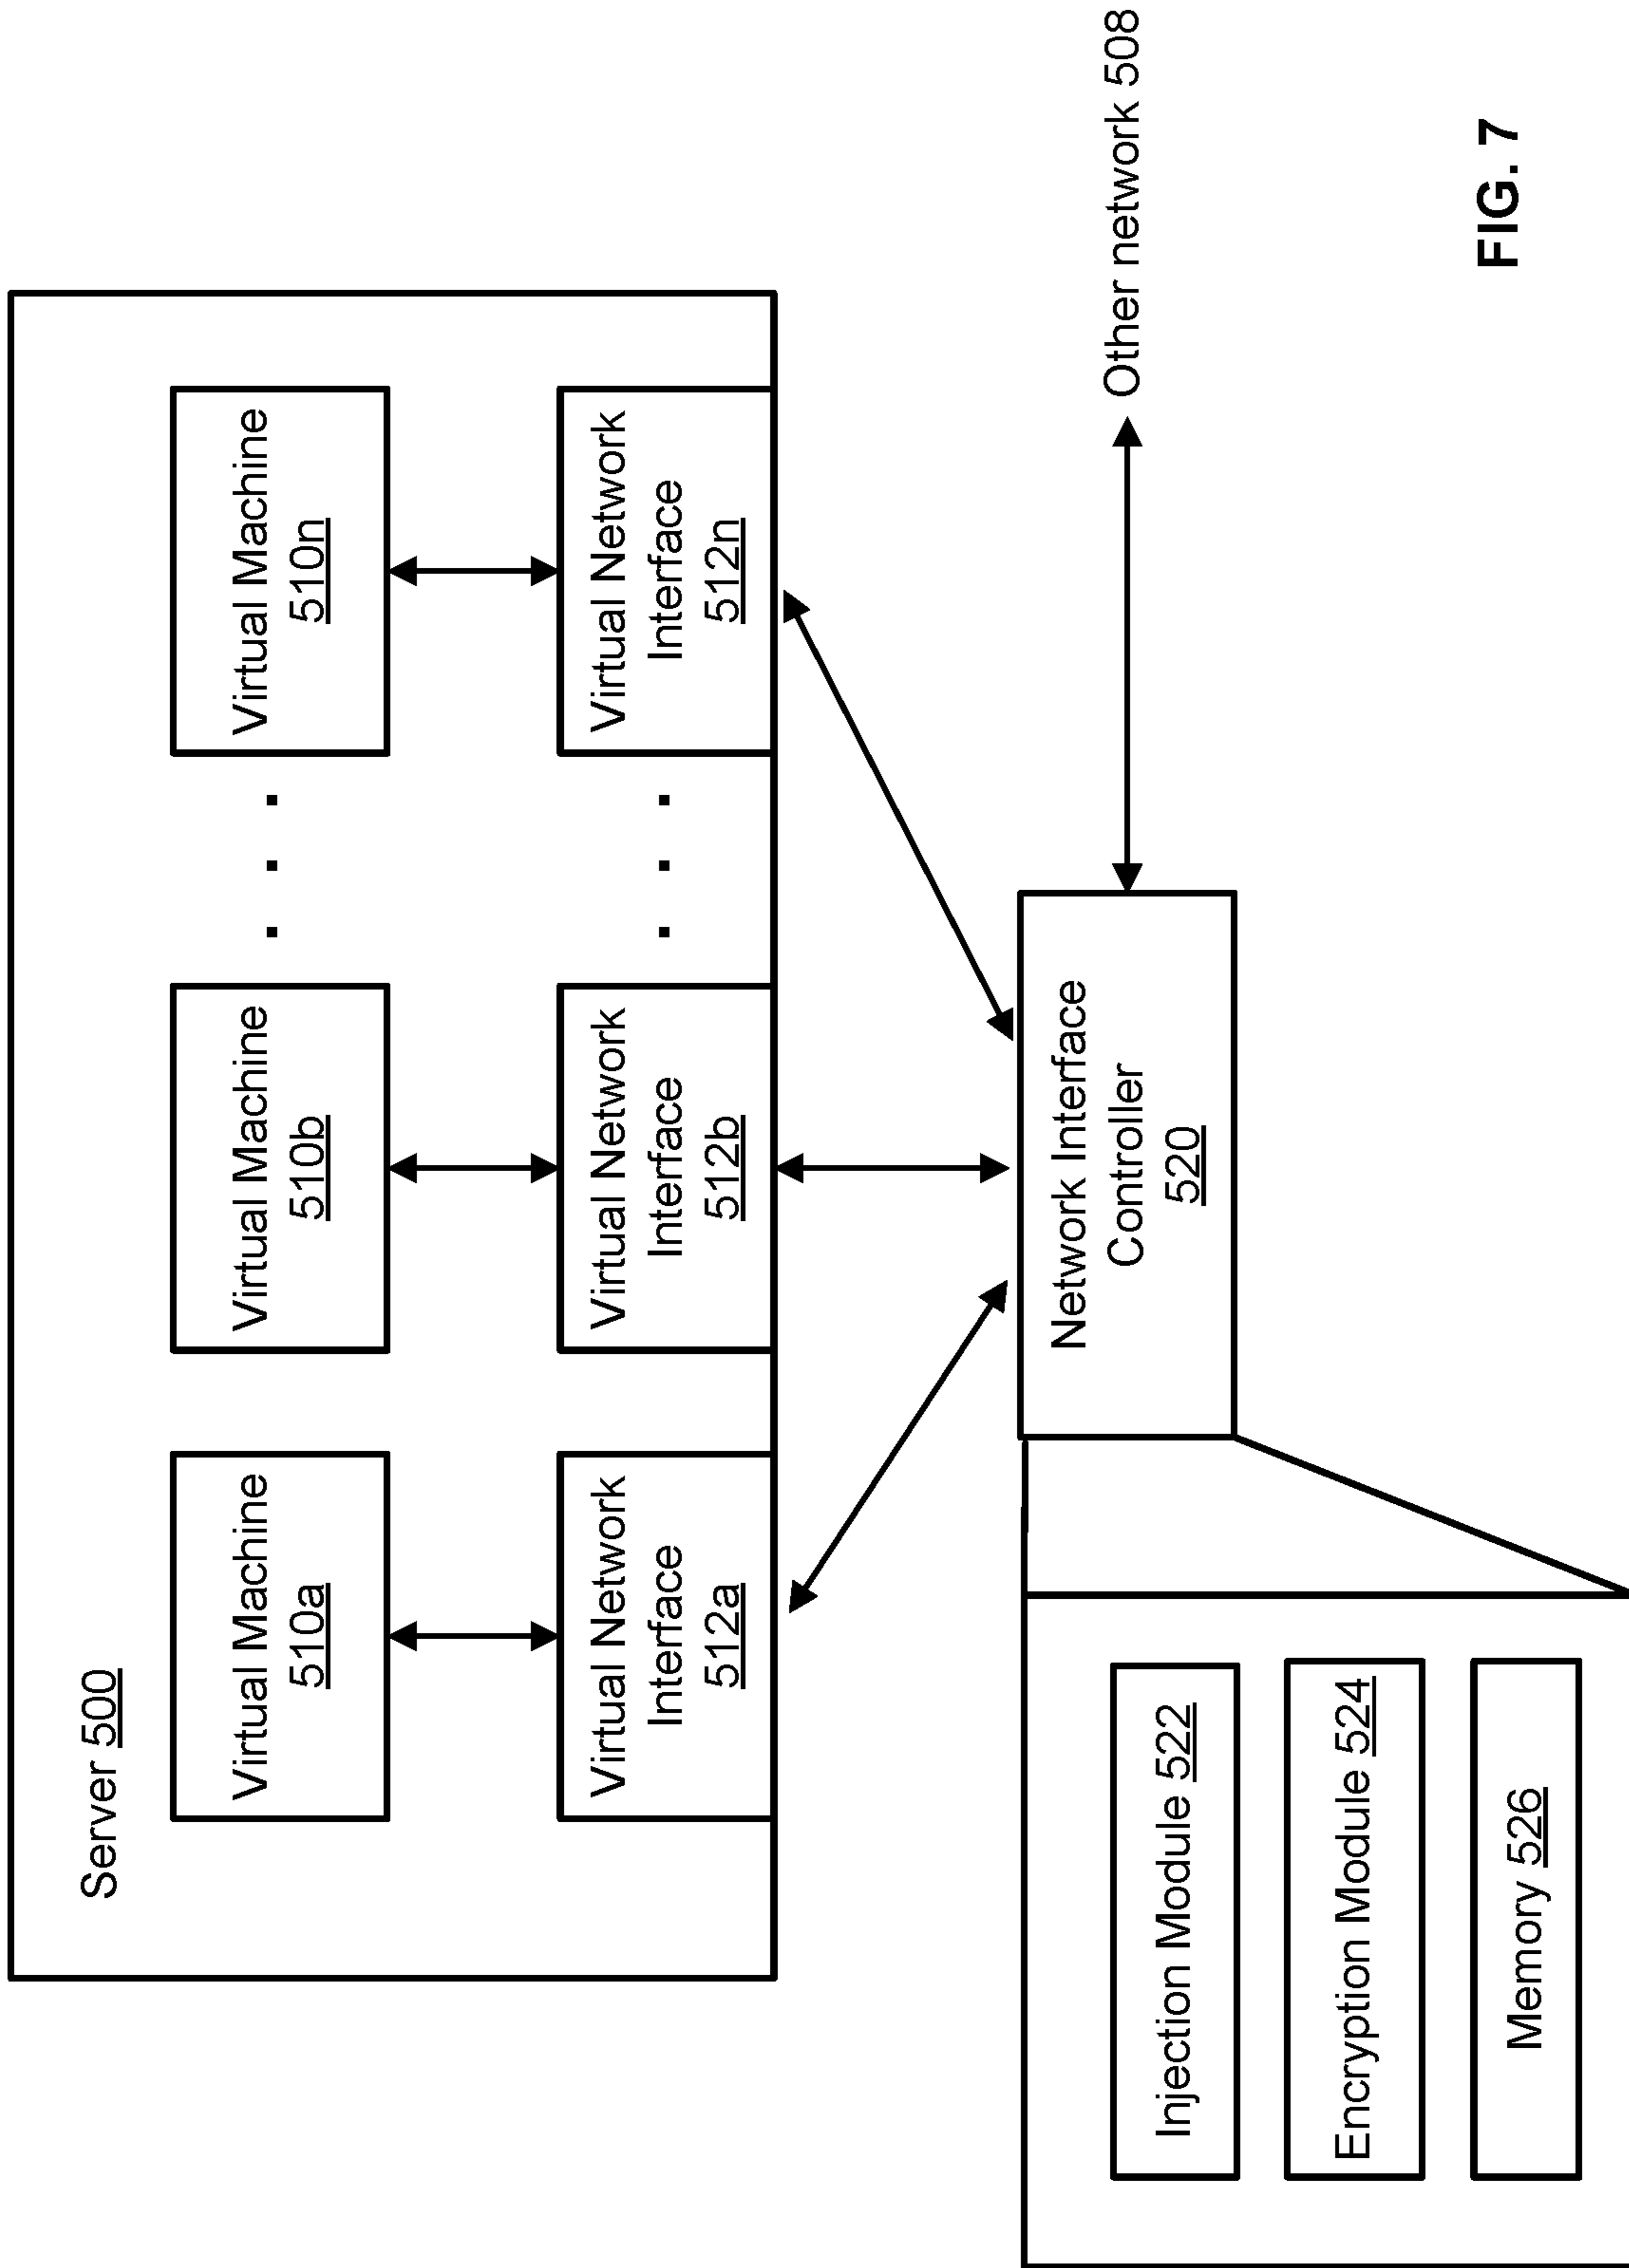 Server 500
Virtual Machine
510a
Virtual Machine
510b
. . .
Virtual Machine
510n
Virtual Network
Interface
512a
Virtual Network
Interface
512b
. . .
Virtual Network
Interface
512n
Network Interface
Controller
520
Other network 508
Injection Module 522
Encryption Module 524
Memory 526
FIG. 7